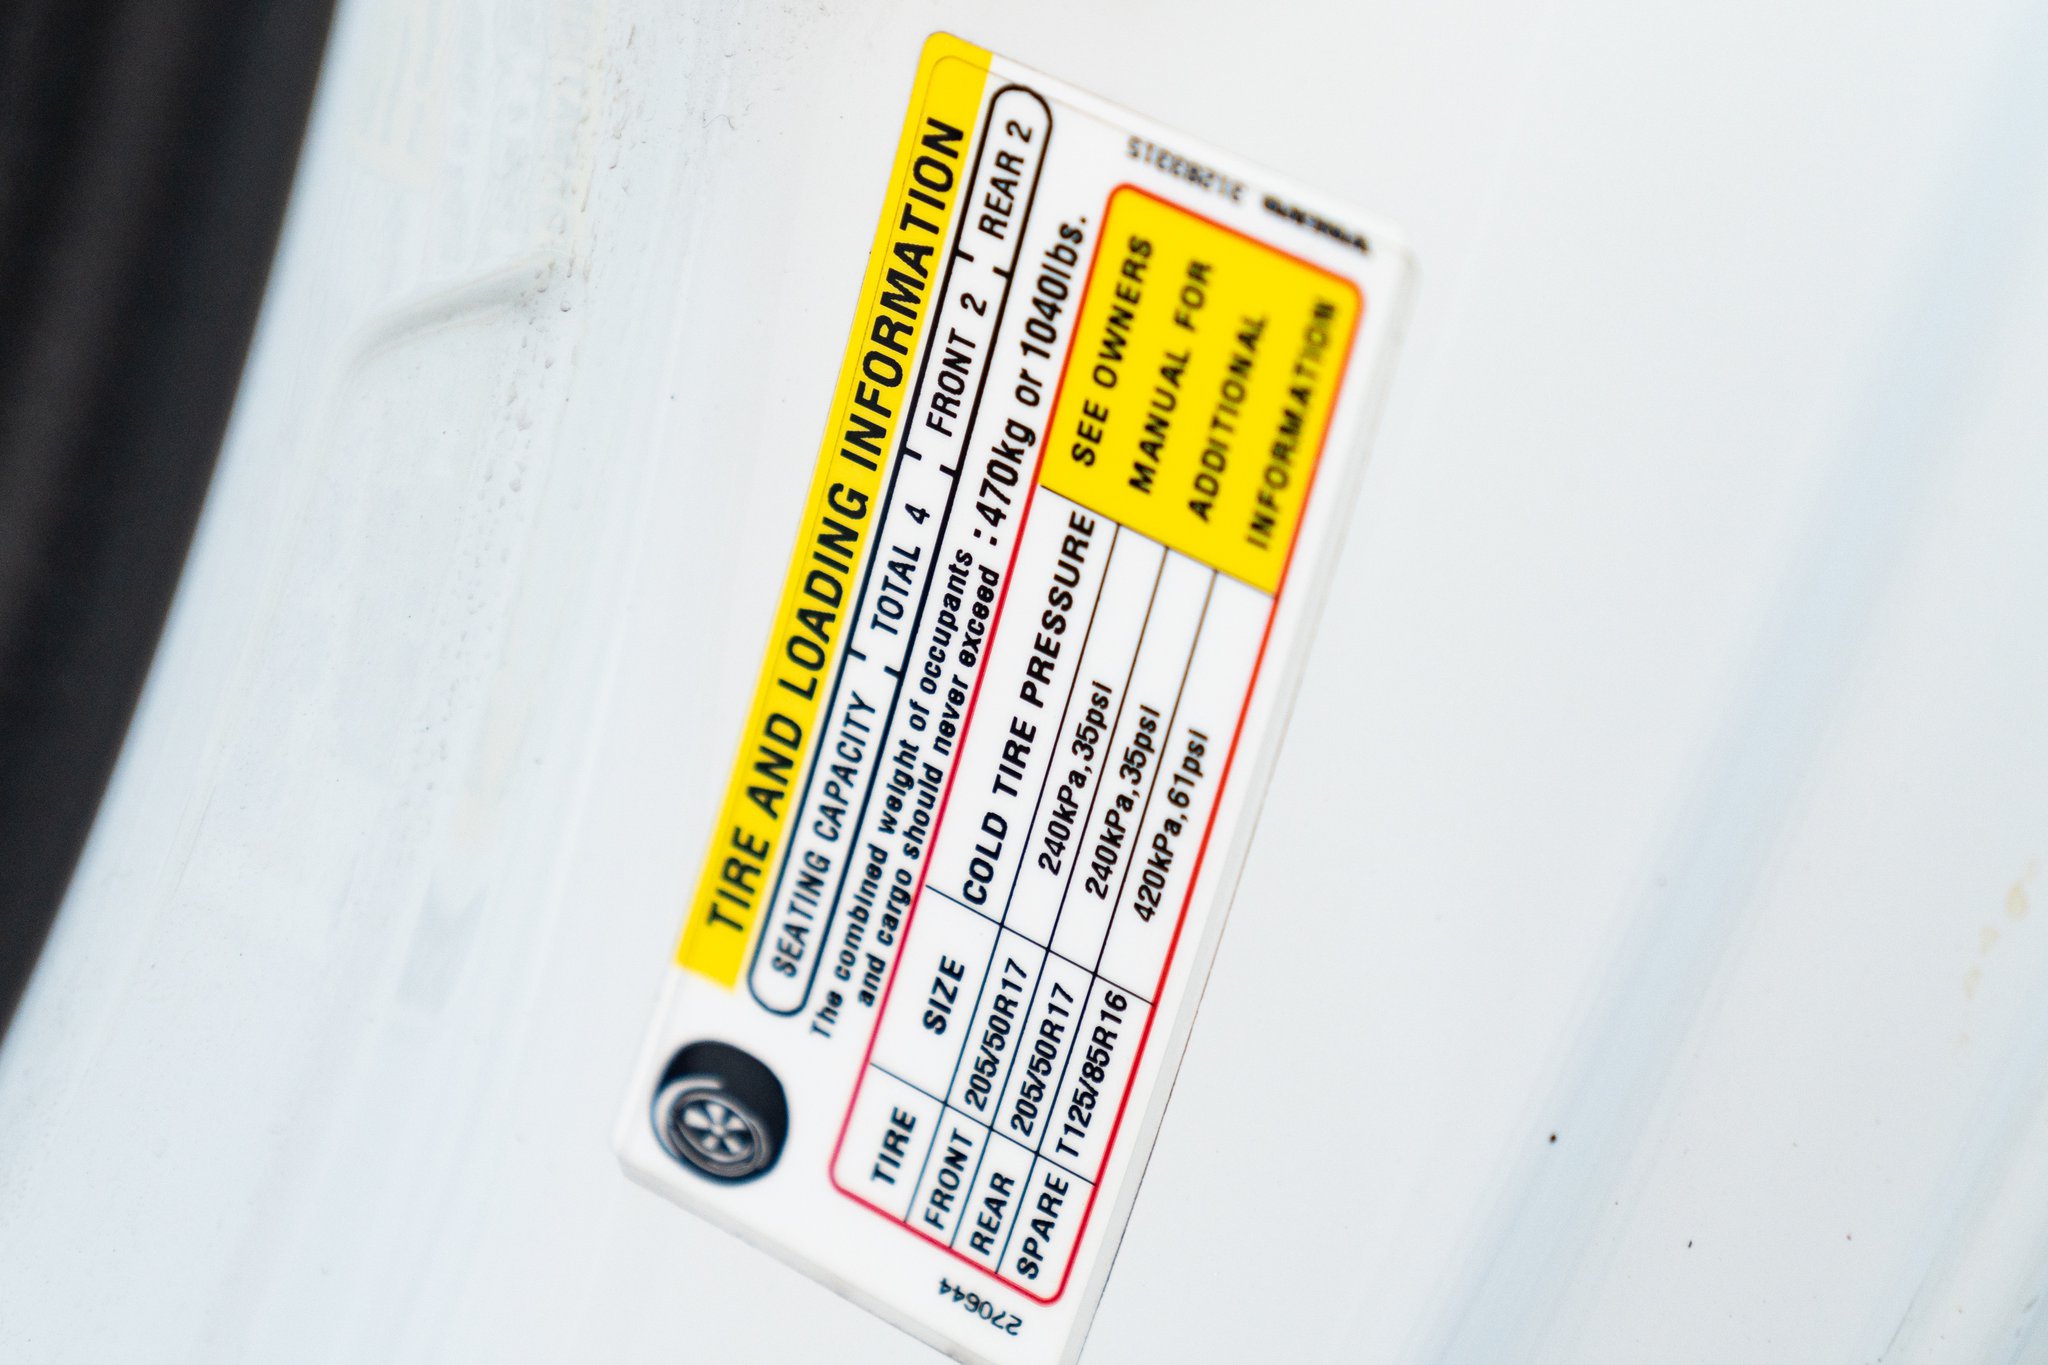 TIRE AND LOADING INFORMATION
SEATING CAPACITY TOTAL 4 FRONT 2 REAR 2
The combined weight of occupants and cargo should never exceed : 470kg or 1040lbs.
TIRE SIZE COLD TIRE PRESSURE
FRONT 205/50R17 240kPa,35psi
REAR 205/50R17 240kPa,35psi
SPARE T125/85R16 420kPa,61psi
SEE OWNERS
MANUAL FOR
ADDITIONAL
INFORMATION
270644